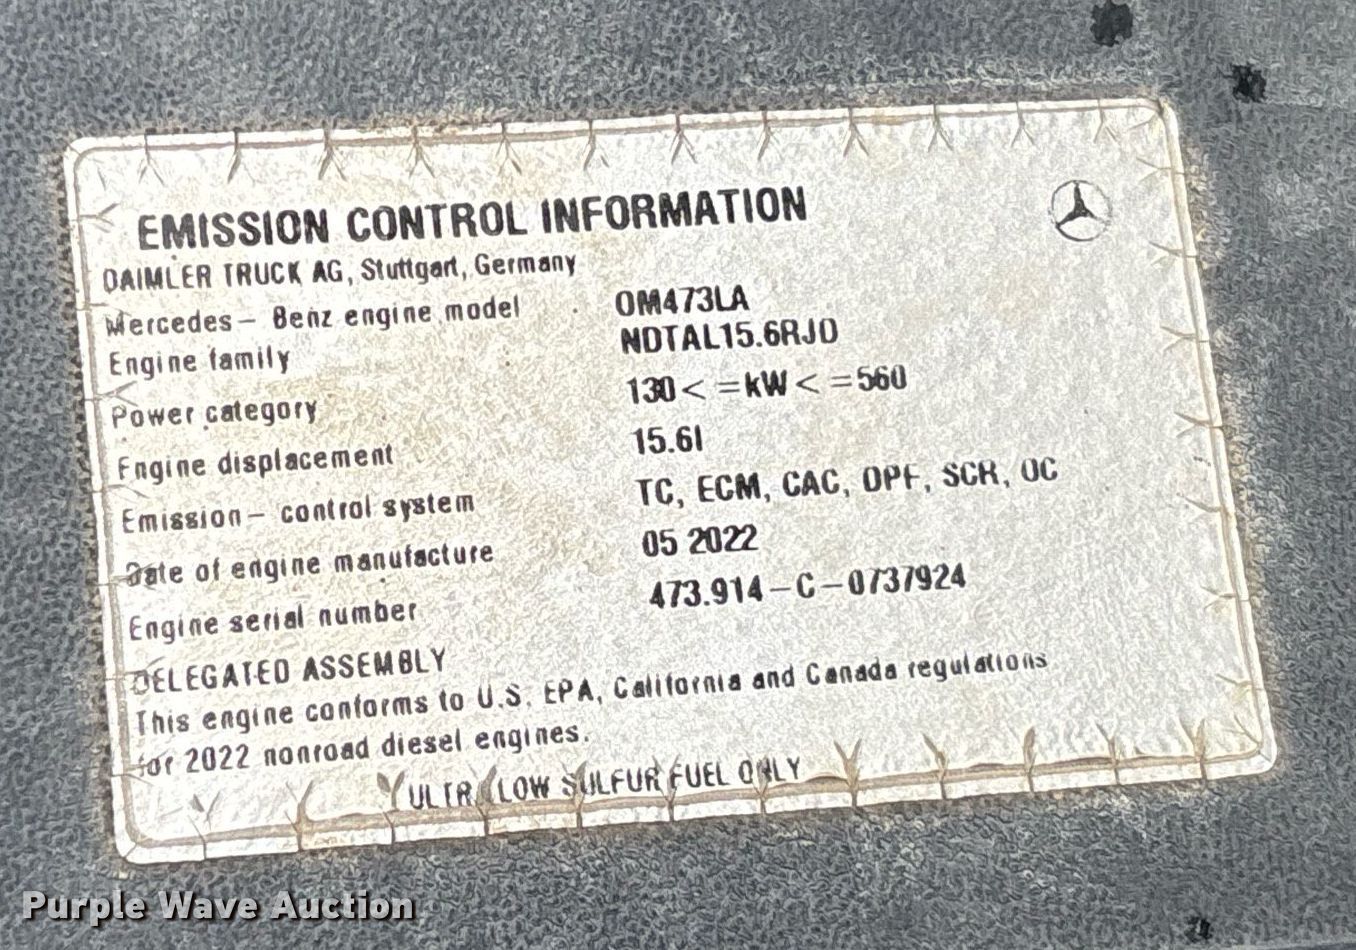 EMISSION CONTROL INFORMATION
DAIMLER TRUCK AG, Stuttgart, Germany
Mercedes- Benz engine model OM473LA
Engine family NDTAL15.6RJD
Power category 130< =kW< =560
Engine displacement 15.6l
Emission- control system TC, ECM, CAC, DPF, SCR, OC
Date of engine manufacture 05 2022
Engine serial number 473.914-C-0737924
DELEGATED ASSEMBLY
This engine conforms to U.S. EPA, California and Canada regulations
for 2022 nonroad diesel engines.
ULTRA LOW SULFUR FUEL ONLY
Purple Wave Auction